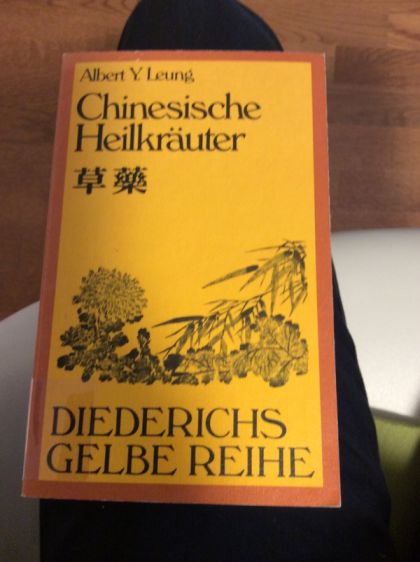 Albert Y. Leung
Chinesische
Heilkräuter
草藥
DIEDERICHS
GELBE REIHE